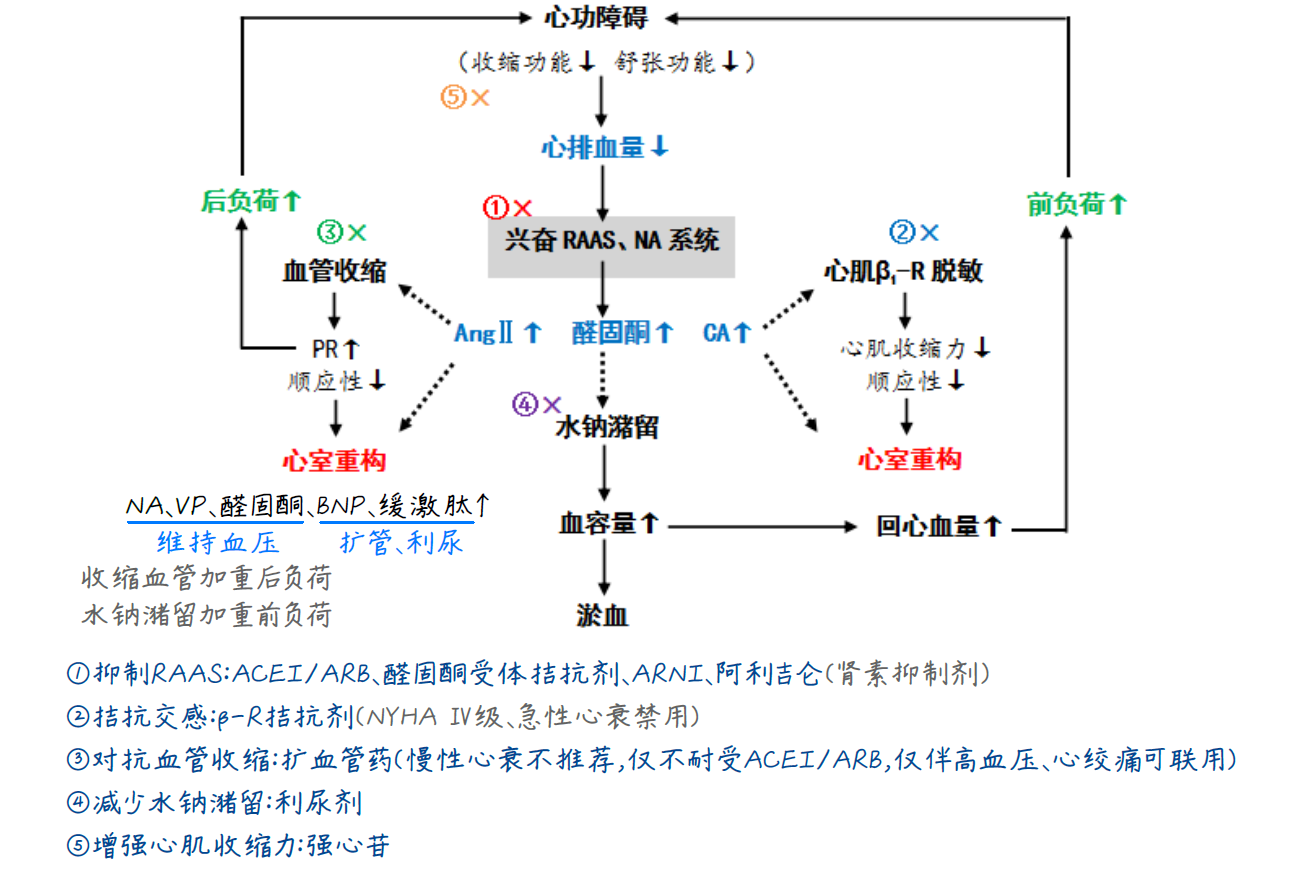 心功障碍
（收缩功能↓ 舒张功能↓）
⑤×
心排血量↓
后负荷↑
前负荷↑
①×
③×
②×
兴奋 RAAS、NA 系统
血管收缩
心肌β₁-R 脱敏
AngⅡ↑ 醛固酮↑ CA↑
PR↑
心肌收缩力↓
顺应性↓
顺应性↓
④×
水钠潴留
心室重构
心室重构
NA、VP、醛固酮、BNP、缓激肽↑
血容量↑
回心血量↑
维持血压 扩管、利尿
收缩血管加重后负荷
水钠潴留加重前负荷
淤血
①抑制RAAS:ACEI/ARB、醛固酮受体拮抗剂、ARNI、阿利吉仑(肾素抑制剂)
②拮抗交感:β-R拮抗剂(NYHA Ⅳ级、急性心衰禁用)
③对抗血管收缩:扩血管药(慢性心衰不推荐,仅不耐受ACEI/ARB,仅伴高血压、心绞痛可联用)
④减少水钠潴留:利尿剂
⑤增强心肌收缩力:强心苷